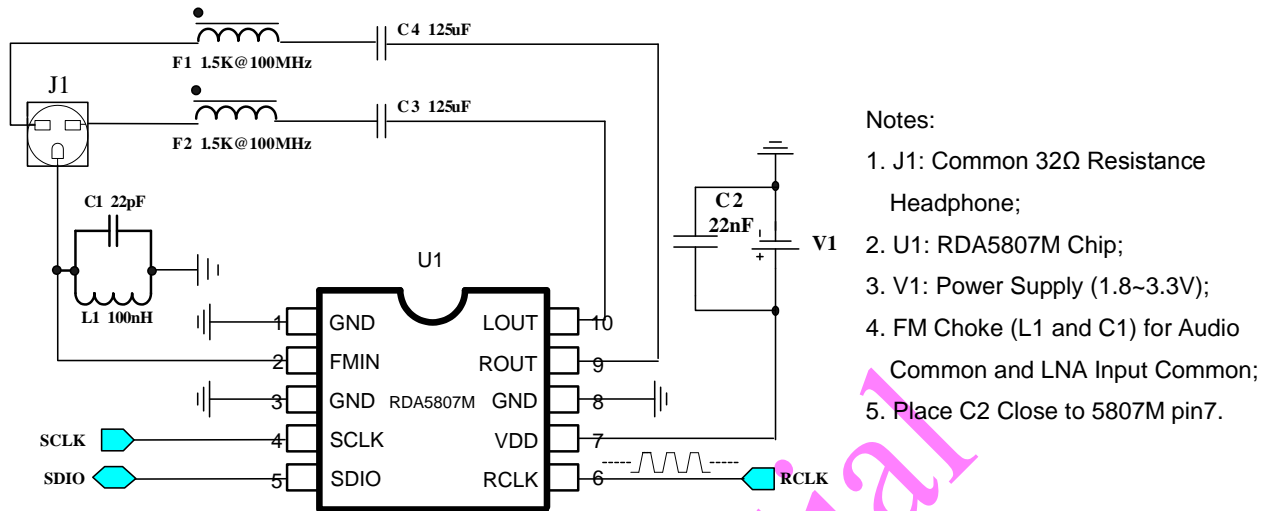 C4 125uF
F1 1.5K@100MHz
J1
C3 125uF
F2 1.5K@100MHz
Notes:
1. J1: Common 32Ω Resistance
Headphone;
2. U1: RDA5807M Chip;
3. V1: Power Supply (1.8~3.3V);
4. FM Choke (L1 and C1) for Audio
Common and LNA Input Common;
5. Place C2 Close to 5807M pin7.
C1 22pF
L1 100nH
C2
22nF
-
+
V1
U1
1 GND LOUT 10
2 FMIN ROUT 9
3 GND RDA5807M GND 8
SCLK 4 SCLK VDD 7
SDIO 5 SDIO RCLK 6 RCLK